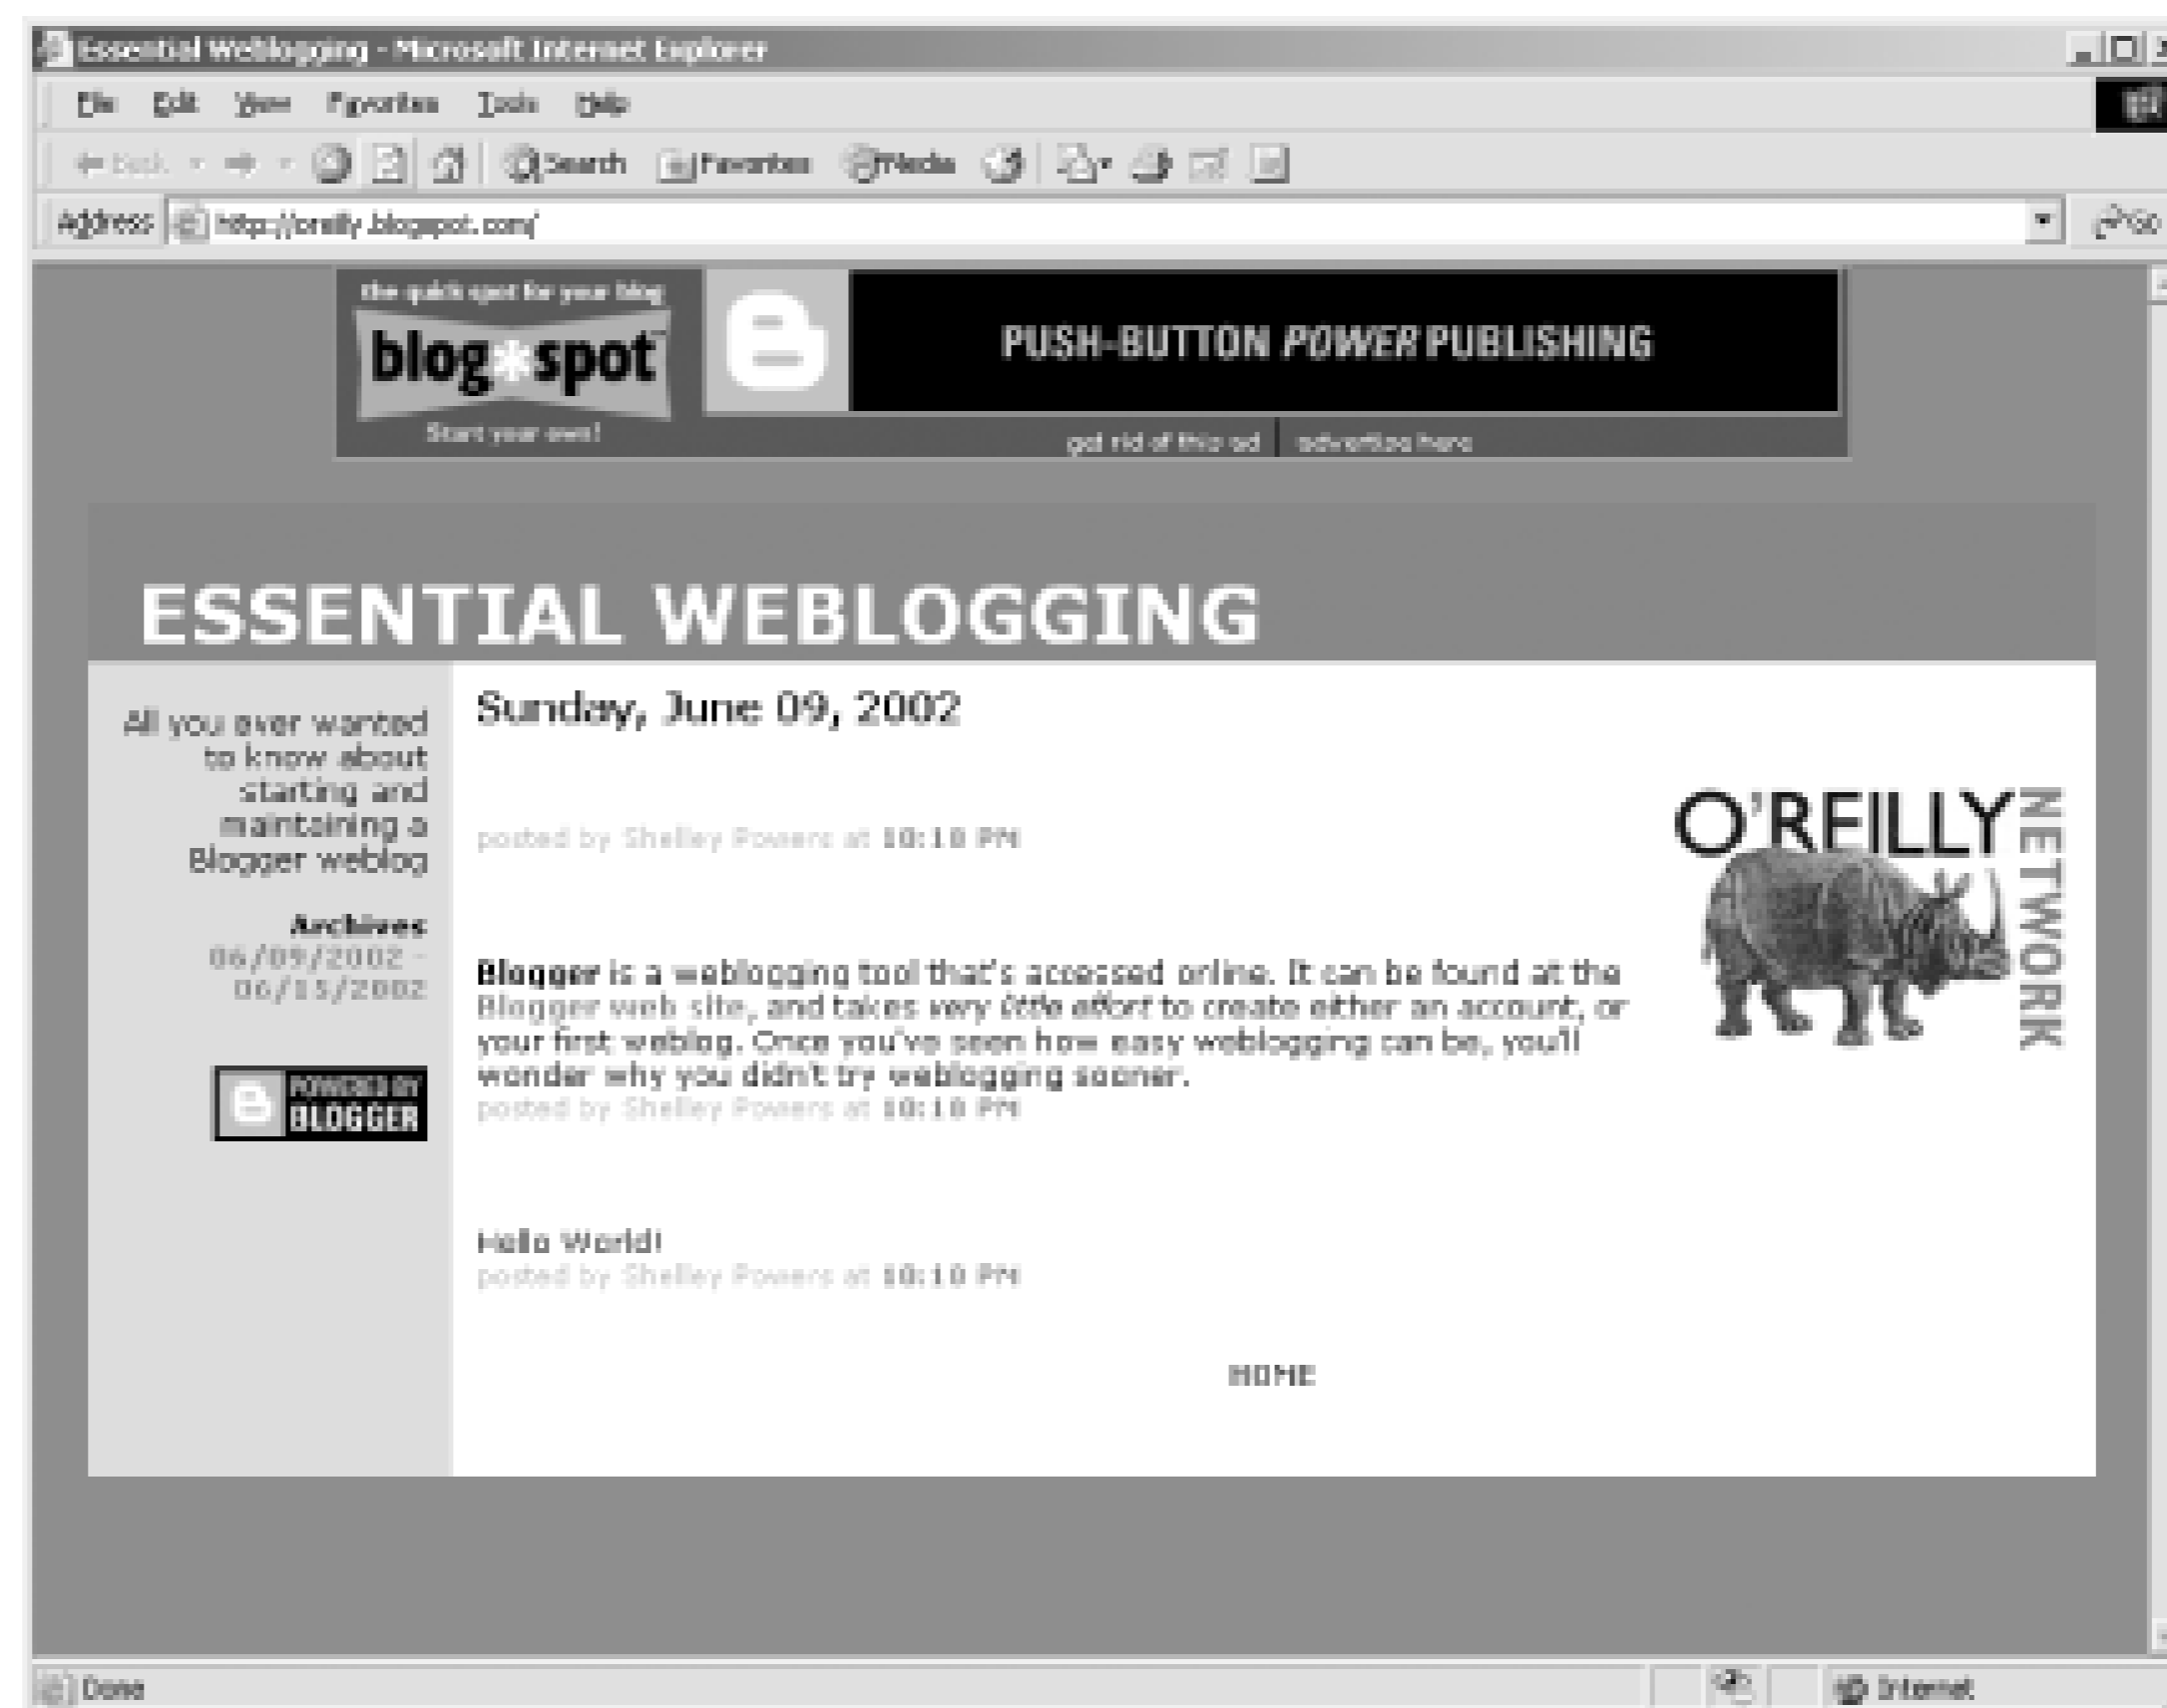 Essential Weblogging - Microsoft Internet Explorer
File Edit View Favorites Tools Help
Back Search Favorites Media
Address http://oreilly.blogspot.com/ Go
the quick spot for your blog
blog*spot™
Start your own!
PUSH-BUTTON POWER PUBLISHING
get rid of this ad advertise here
ESSENTIAL WEBLOGGING
All you ever wanted
to know about
starting and
maintaining a
Blogger weblog
Archives
06/09/2002 -
06/15/2002
POWERED BY
BLOGGER
Sunday, June 09, 2002
posted by Shelley Powers at 10:18 PM
Blogger is a weblogging tool that's accessed online. It can be found at the
Blogger web site, and takes very little effort to create either an account, or
your first weblog. Once you've seen how easy weblogging can be, you'll
wonder why you didn't try weblogging sooner.
posted by Shelley Powers at 10:18 PM
Hello World!
posted by Shelley Powers at 10:18 PM
HOME
O'REILLY
NETWORK
Done Internet